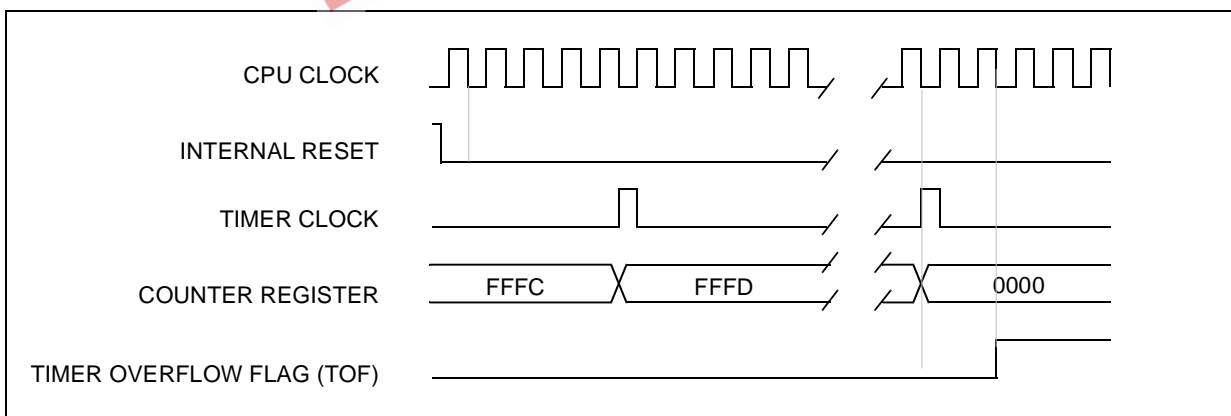 CPU CLOCK
INTERNAL RESET
TIMER CLOCK
COUNTER REGISTER FFFC FFFD 0000
TIMER OVERFLOW FLAG (TOF)